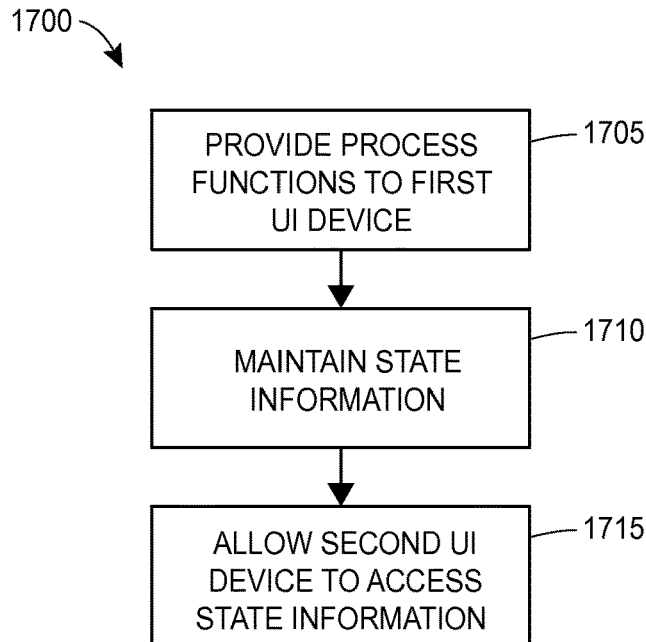 1700
PROVIDE PROCESS
FUNCTIONS TO FIRST
UI DEVICE
1705
MAINTAIN STATE
INFORMATION
1710
ALLOW SECOND UI
DEVICE TO ACCESS
STATE INFORMATION
1715